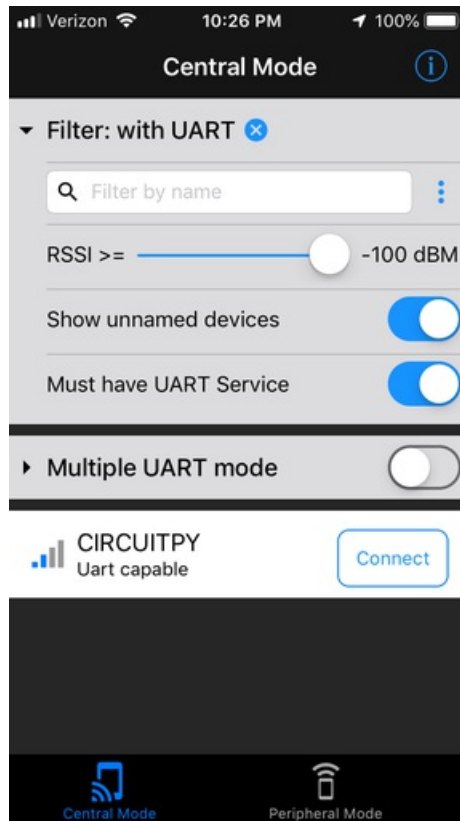 Verizon 10:26 PM 100%
Central Mode
Filter: with UART
Filter by name
RSSI >= -100 dBM
Show unnamed devices
Must have UART Service
Multiple UART mode
CIRCUITPY
Uart capable
Connect
Central Mode Peripheral Mode